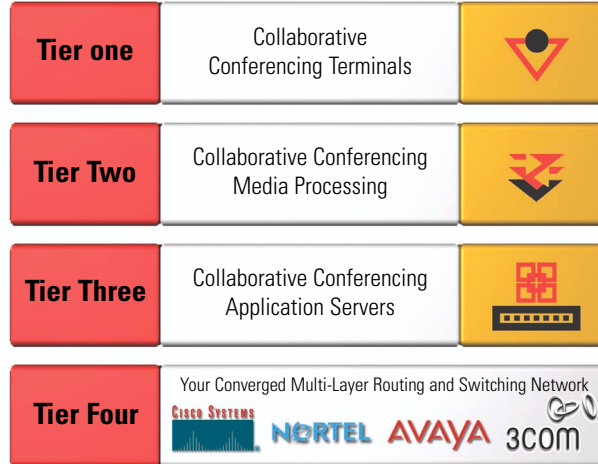 Tier one
Collaborative
Conferencing Terminals
Tier Two
Collaborative Conferencing
Media Processing
Tier Three
Collaborative Conferencing
Application Servers
Tier Four
Your Converged Multi-Layer Routing and Switching Network
CISCO SYSTEMS
NORTEL
AVAYA
3COM